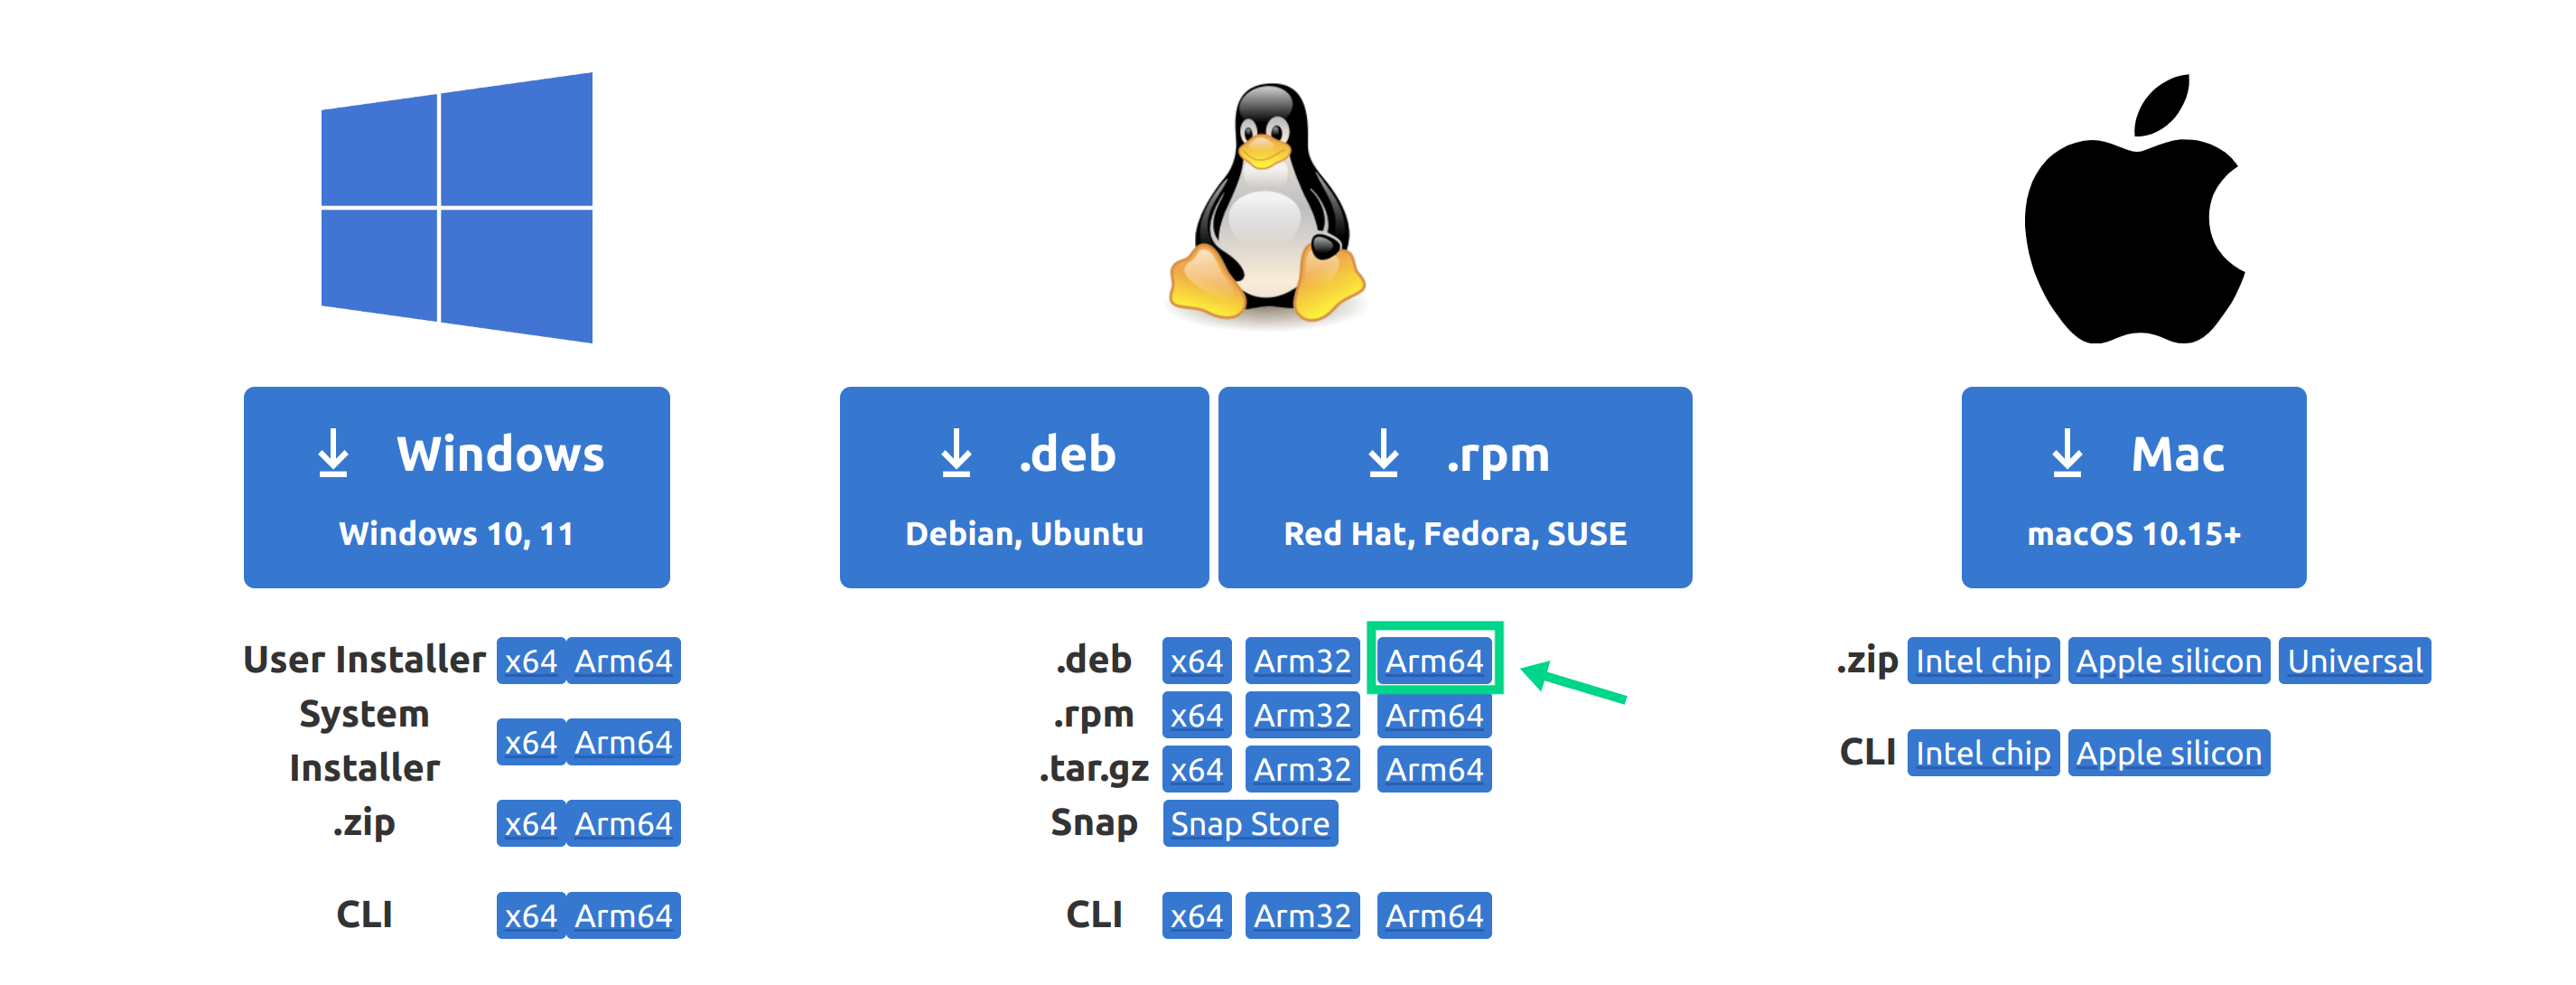 Windows
Windows 10, 11
User Installer x64 Arm64
System
Installer
x64 Arm64
.zip x64 Arm64
CLI x64 Arm64
.deb
Debian, Ubuntu
.rpm
Red Hat, Fedora, SUSE
.deb x64 Arm32 Arm64
.rpm x64 Arm32 Arm64
.tar.gz x64 Arm32 Arm64
Snap Snap Store
CLI x64 Arm32 Arm64
Mac
macOS 10.15+
.zip Intel chip Apple silicon Universal
CLI Intel chip Apple silicon